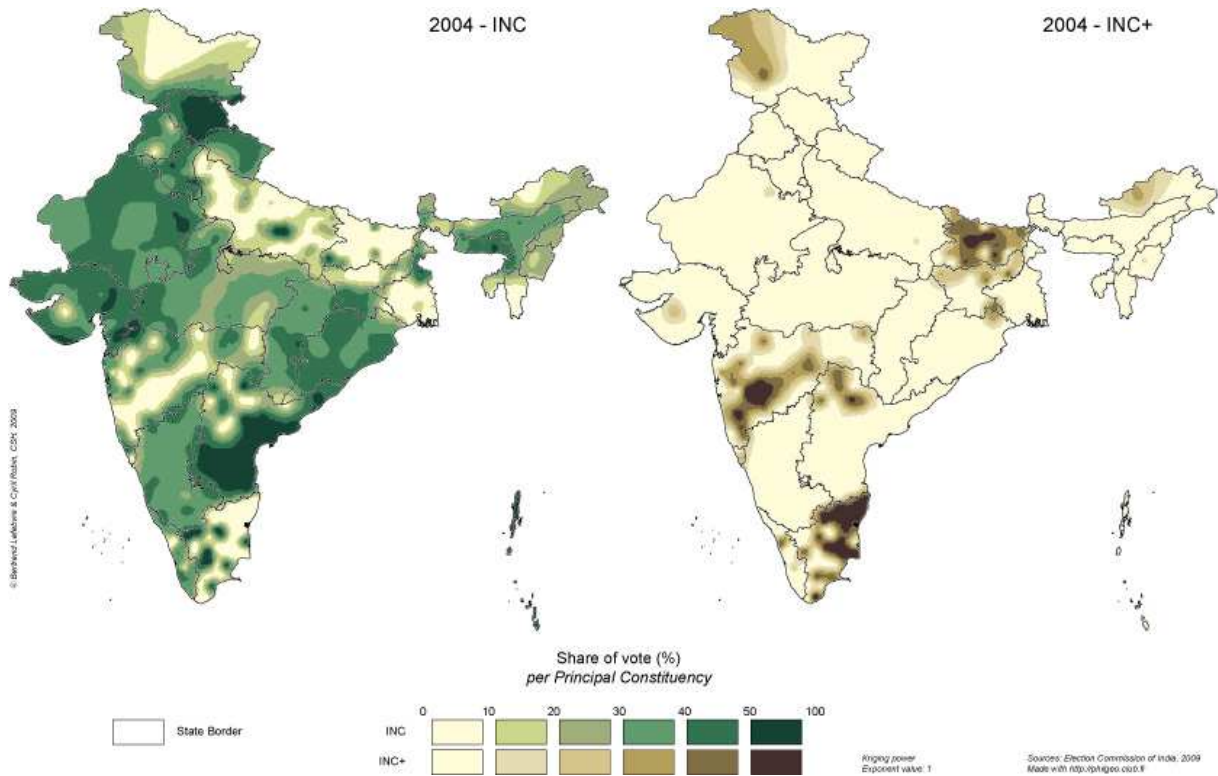 2004 - INC
2004 - INC+
© Bertrand Lefebvre & Cyril Robin, CSH, 2009
Share of vote (%)
per Principal Constituency
0 10 20 30 40 50 100
State Border
INC
INC+
Kriging power
Exponent value: 1
Sources: Election Commission of India, 2009
Made with http://philgeo.club.fr